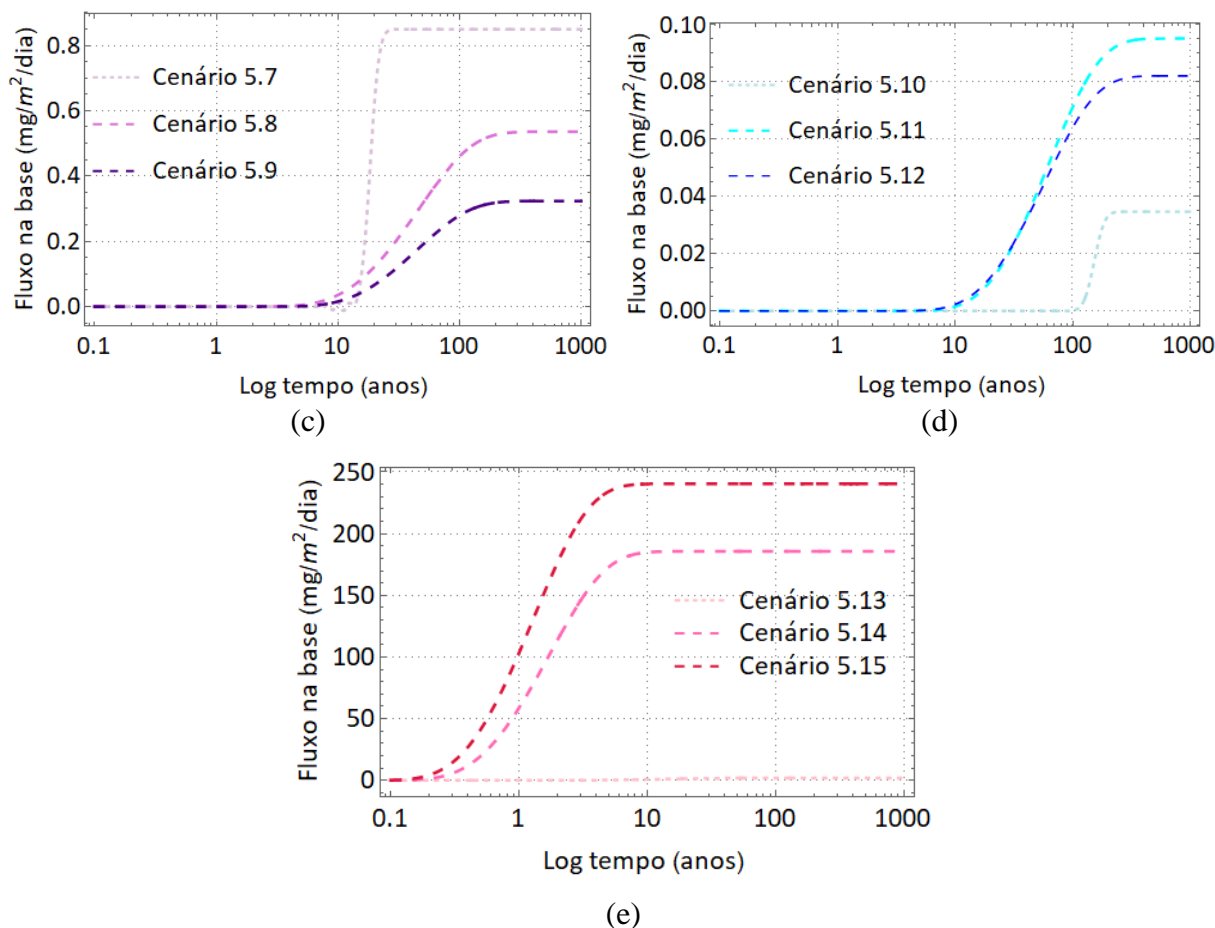 Fluxo na base (mg/m²/dia)
0.8
0.6
0.4
0.2
0.0
Cenário 5.7
Cenário 5.8
Cenário 5.9
0.1 1 10 100 1000
Log tempo (anos)
(c)
Fluxo na base (mg/m²/dia)
0.10
0.08
0.06
0.04
0.02
0.00
Cenário 5.10
Cenário 5.11
Cenário 5.12
0.1 1 10 100 1000
Log tempo (anos)
(d)
Fluxo na base (mg/m²/dia)
250
200
150
100
50
0
Cenário 5.13
Cenário 5.14
Cenário 5.15
0.1 1 10 100 1000
Log tempo (anos)
(e)